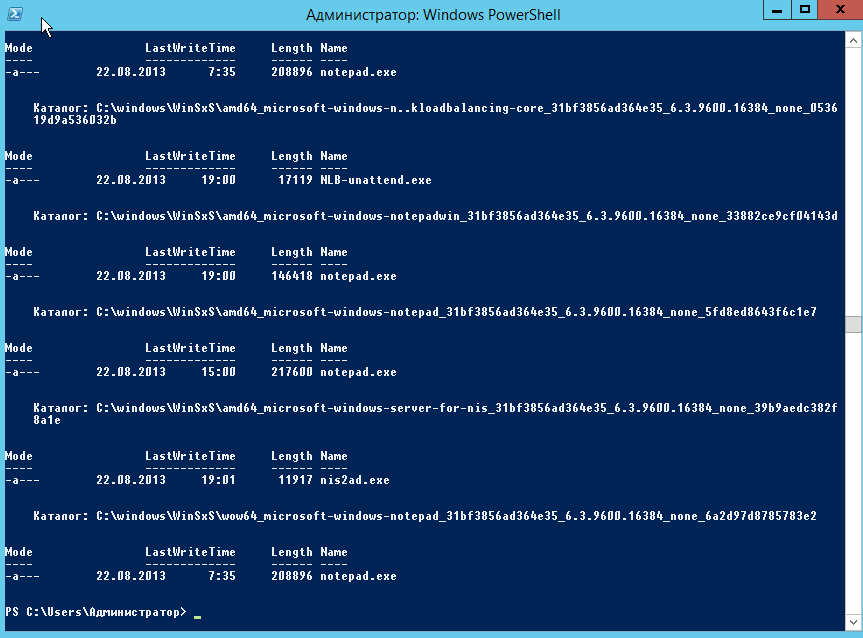 Администратор: Windows PowerShell
Mode LastWriteTime Length Name
---- ------------- ------ ----
-a--- 22.08.2013 7:35 208896 notepad.exe
Каталог: C:\windows\WinSxS\amd64_microsoft-windows-n..kloadbalancing-core_31bf3856ad364e35_6.3.9600.16384_none_0536
19d9a536032b
Mode LastWriteTime Length Name
---- ------------- ------ ----
-a--- 22.08.2013 19:00 17119 NLB-unattend.exe
Каталог: C:\windows\WinSxS\amd64_microsoft-windows-notepadwin_31bf3856ad364e35_6.3.9600.16384_none_33882ce9cf04143d
Mode LastWriteTime Length Name
---- ------------- ------ ----
-a--- 22.08.2013 19:00 146418 notepad.exe
Каталог: C:\windows\WinSxS\amd64_microsoft-windows-notepad_31bf3856ad364e35_6.3.9600.16384_none_5fd8ed8643f6c1e7
Mode LastWriteTime Length Name
---- ------------- ------ ----
-a--- 22.08.2013 15:00 217600 notepad.exe
Каталог: C:\windows\WinSxS\amd64_microsoft-windows-server-for-nis_31bf3856ad364e35_6.3.9600.16384_none_39b9aedc382f
8a1e
Mode LastWriteTime Length Name
---- ------------- ------ ----
-a--- 22.08.2013 19:01 11917 nis2ad.exe
Каталог: C:\windows\WinSxS\wow64_microsoft-windows-notepad_31bf3856ad364e35_6.3.9600.16384_none_6a2d97d8785783e2
Mode LastWriteTime Length Name
---- ------------- ------ ----
-a--- 22.08.2013 7:35 208896 notepad.exe
PS C:\Users\Администратор> _